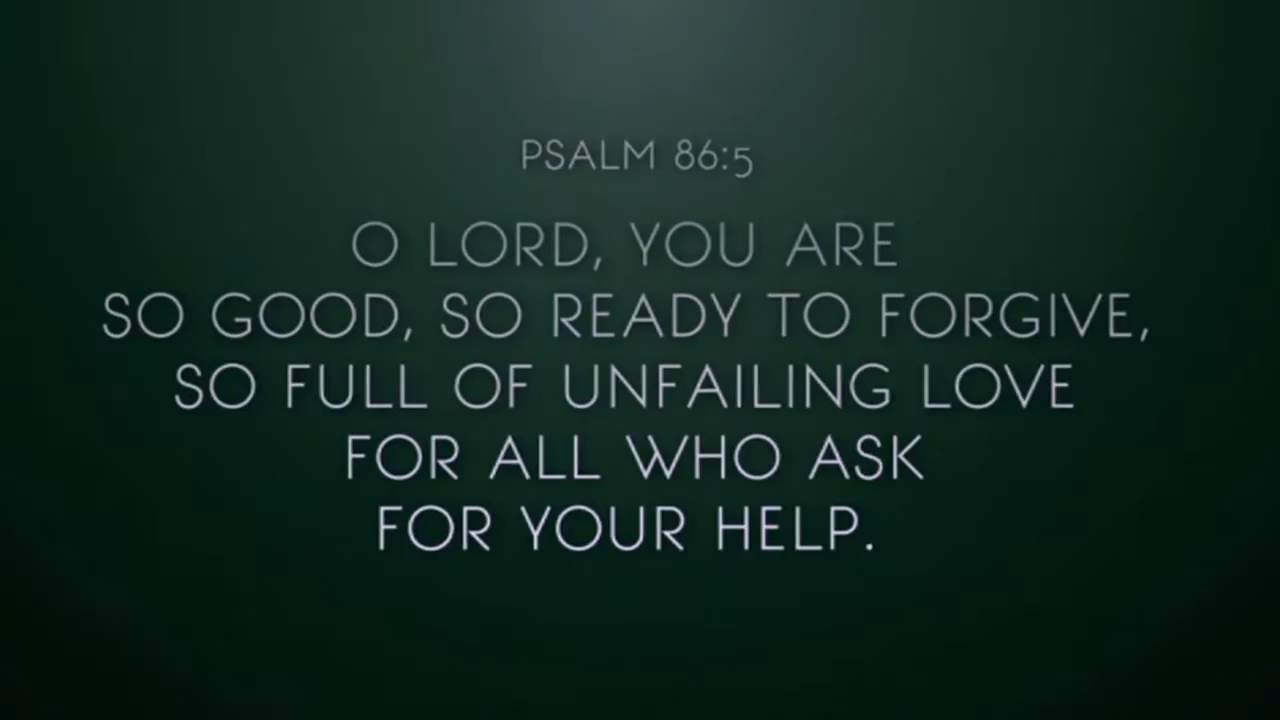 PSALM 86:5
O LORD, YOU ARE
SO GOOD, SO READY TO FORGIVE,
SO FULL OF UNFAILING LOVE
FOR ALL WHO ASK
FOR YOUR HELP.